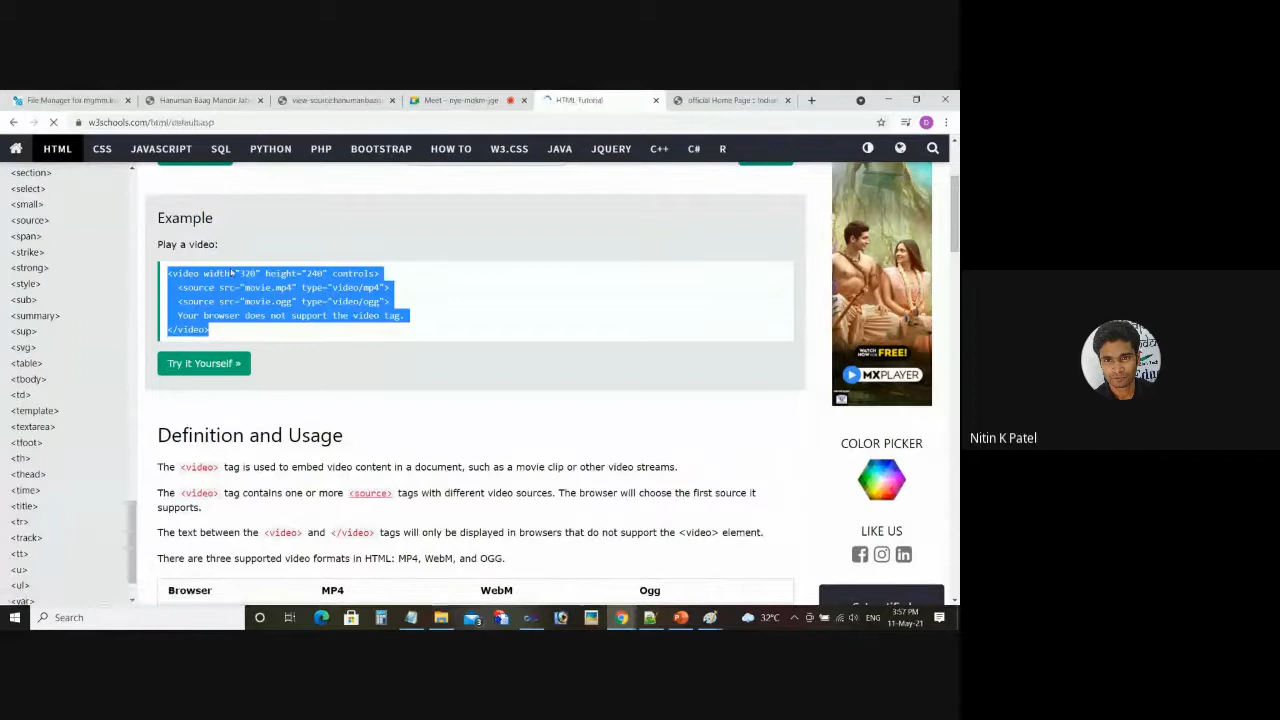 File Manager for mgmm.in
Hanuman Baag Mandir Jab
view-source:hanumanbaag
Meet – nye-mqkm-jge
HTML Tutorial
official Home Page :: Indian
w3schools.com/html/default.asp
HTML CSS JAVASCRIPT SQL PYTHON PHP BOOTSTRAP HOW TO W3.CSS JAVA JQUERY C++ C# R
<section>
<select>
<small>
<source>
<span>
<strike>
<strong>
<style>
<sub>
<summary>
<sup>
<svg>
<table>
<tbody>
<td>
<template>
<textarea>
<tfoot>
<th>
<thead>
<time>
<title>
<tr>
<track>
<tt>
<u>
<ul>
<var>
Example
Play a video:
<video width="320" height="240" controls>
<source src="movie.mp4" type="video/mp4">
<source src="movie.ogg" type="video/ogg">
Your browser does not support the video tag.
</video>
Try it Yourself »
Definition and Usage
The <video> tag is used to embed video content in a document, such as a movie clip or other video streams.
The <video> tag contains one or more <source> tags with different video sources. The browser will choose the first source it
supports.
The text between the <video> and </video> tags will only be displayed in browsers that do not support the <video> element.
There are three supported video formats in HTML: MP4, WebM, and OGG.
Browser MP4 WebM Ogg
WATCH
NOW FOR FREE!
MXPLAYER
COLOR PICKER
LIKE US
Nitin K Patel
Search
3
32°C
ENG
3:57 PM
11-May-21